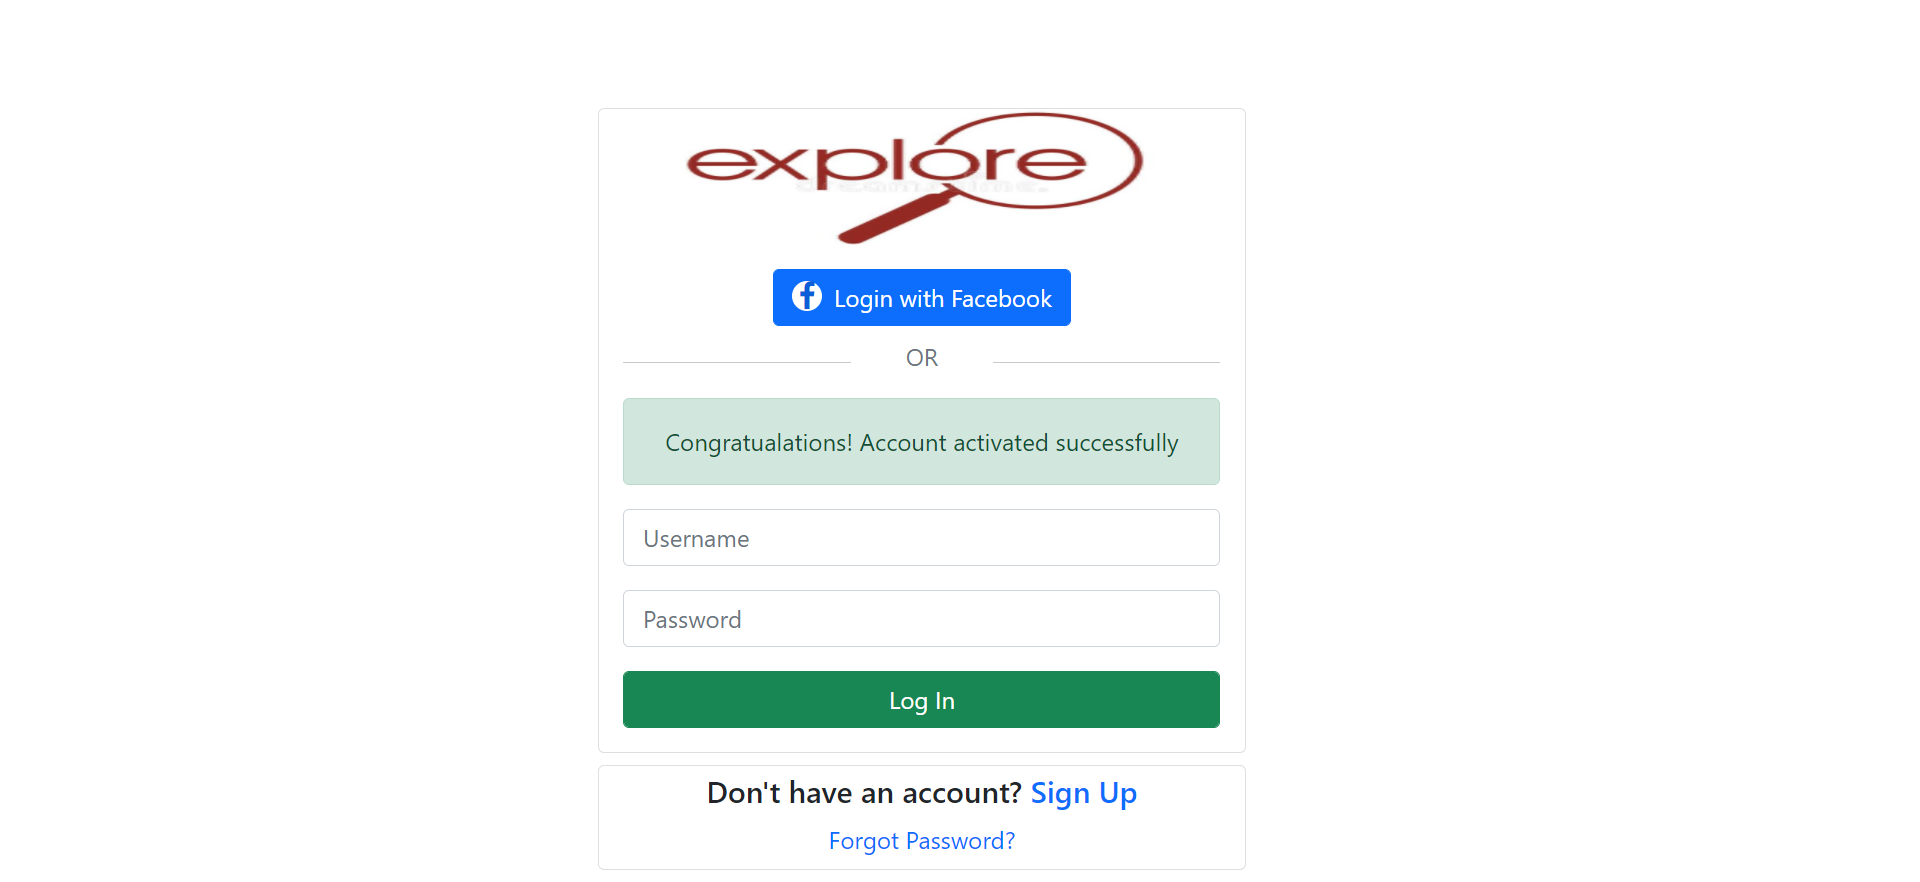 explore
Login with Facebook
OR
Congratualations! Account activated successfully
Username
Password
Log In
Don't have an account? Sign Up
Forgot Password?